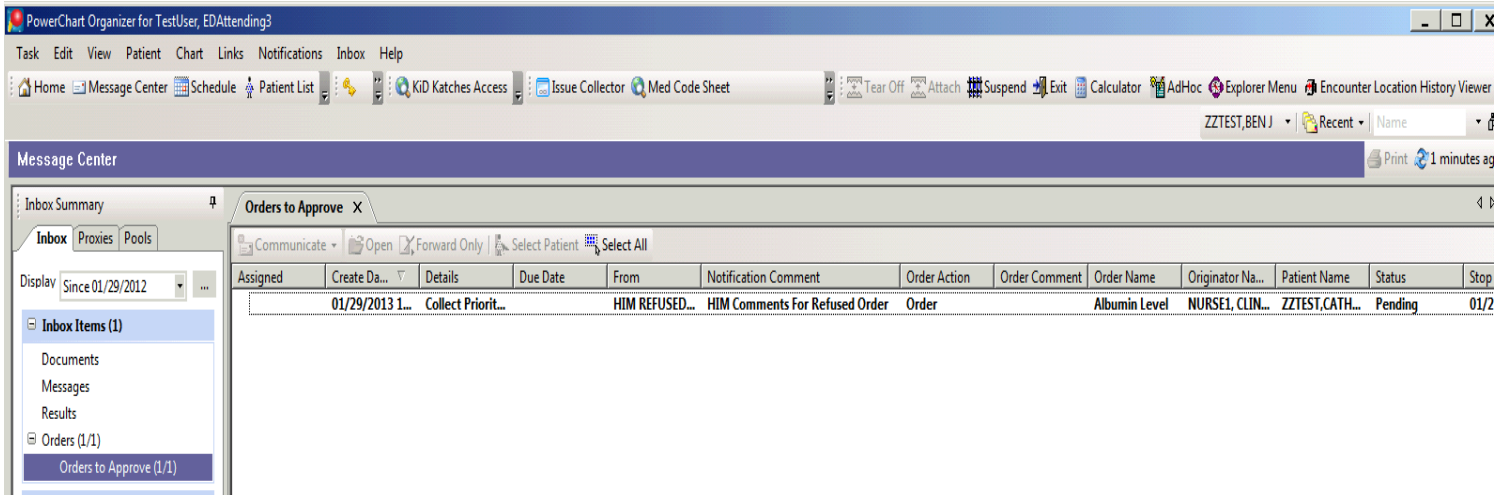 PowerChart Organizer for TestUser, EDAttending3
Task Edit View Patient Chart Links Notifications Inbox Help
Home Message Center Schedule Patient List KiD Katches Access Issue Collector Med Code Sheet Tear Off Attach Suspend Exit Calculator AdHoc Explorer Menu Encounter Location History Viewer
ZZTEST,BEN J Recent Name
Message Center Print 1 minutes ag
Inbox Summary Orders to Approve X
Inbox Proxies Pools Communicate Open Forward Only Select Patient Select All
Display Since 01/29/2012 ... Assigned Create Da... Details Due Date From Notification Comment Order Action Order Comment Order Name Originator Na... Patient Name Status Stop
01/29/2013 1... Collect Priorit... HIM REFUSED... HIM Comments For Refused Order Order Albumin Level NURSE1, CLIN... ZZTEST,CATH... Pending 01/2
Inbox Items (1)
Documents
Messages
Results
Orders (1/1)
Orders to Approve (1/1)